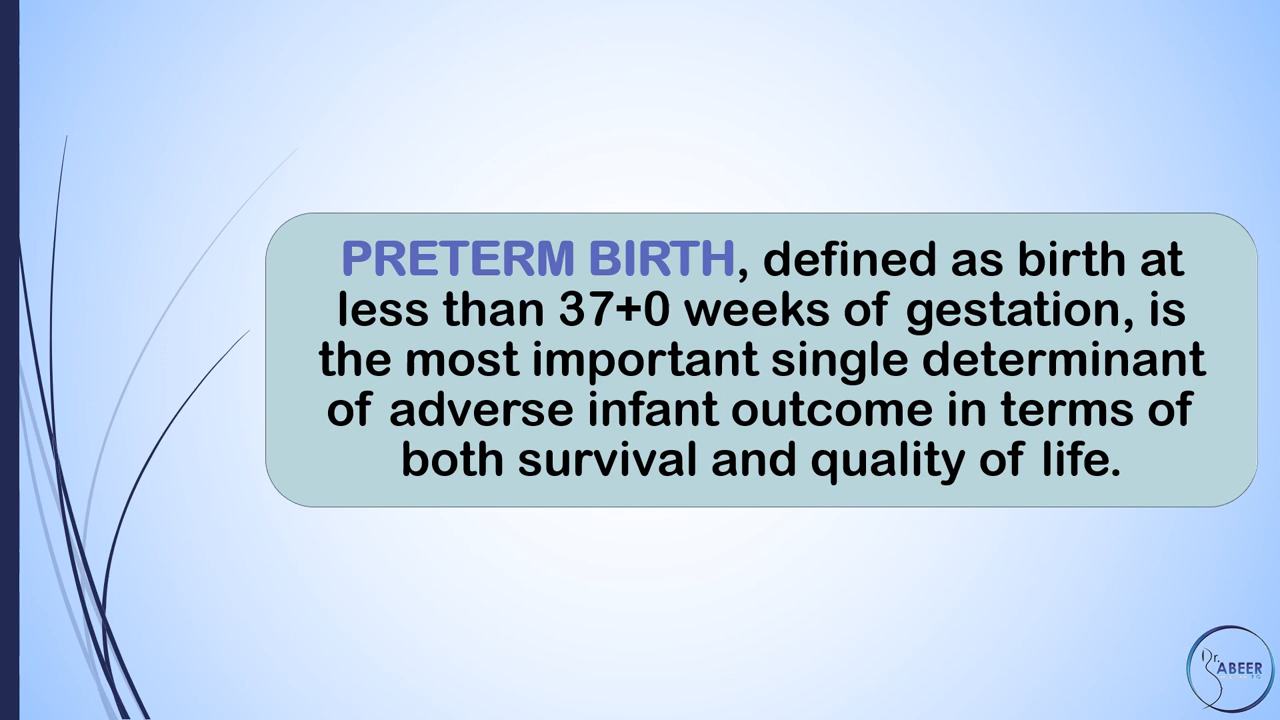 PRETERM BIRTH, defined as birth at
less than 37+0 weeks of gestation, is
the most important single determinant
of adverse infant outcome in terms of
both survival and quality of life.
Dr.
ABEER